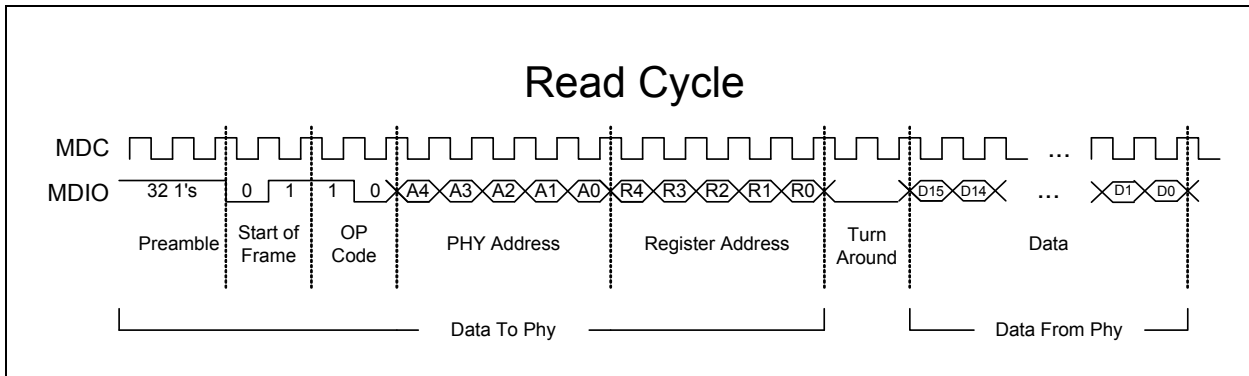 Read Cycle
MDC
...
MDIO
32 1's 0 1 1 0 A4 A3 A2 A1 A0 R4 R3 R2 R1 R0 D15 D14 ... D1 D0
Preamble
Start of
Frame
OP
Code
PHY Address
Register Address
Turn
Around
Data
Data To Phy
Data From Phy